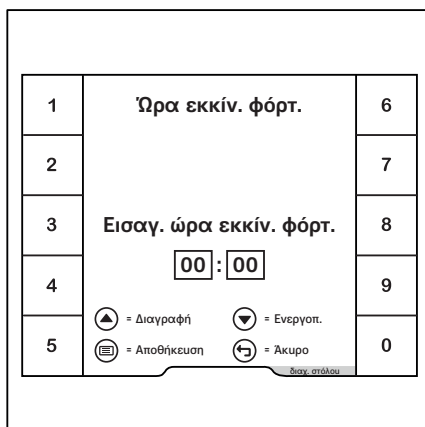 Ώρα εκκίν. φόρτ.
1
2
3
4
5
6
7
8
9
0
Εισαγ. ώρα εκκίν. φόρτ.
00 : 00
= Διαγραφή = Ενεργοπ.
= Αποθήκευση = Άκυρο
διαχ. στόλου